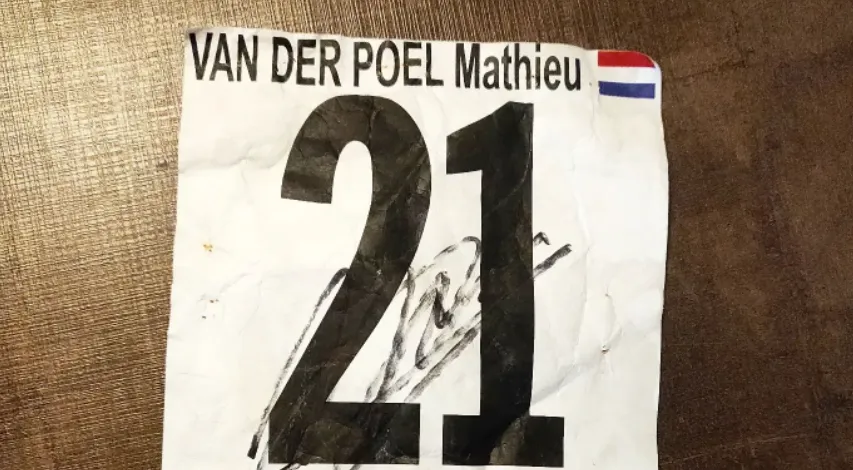 VAN DER POEL Mathieu
21